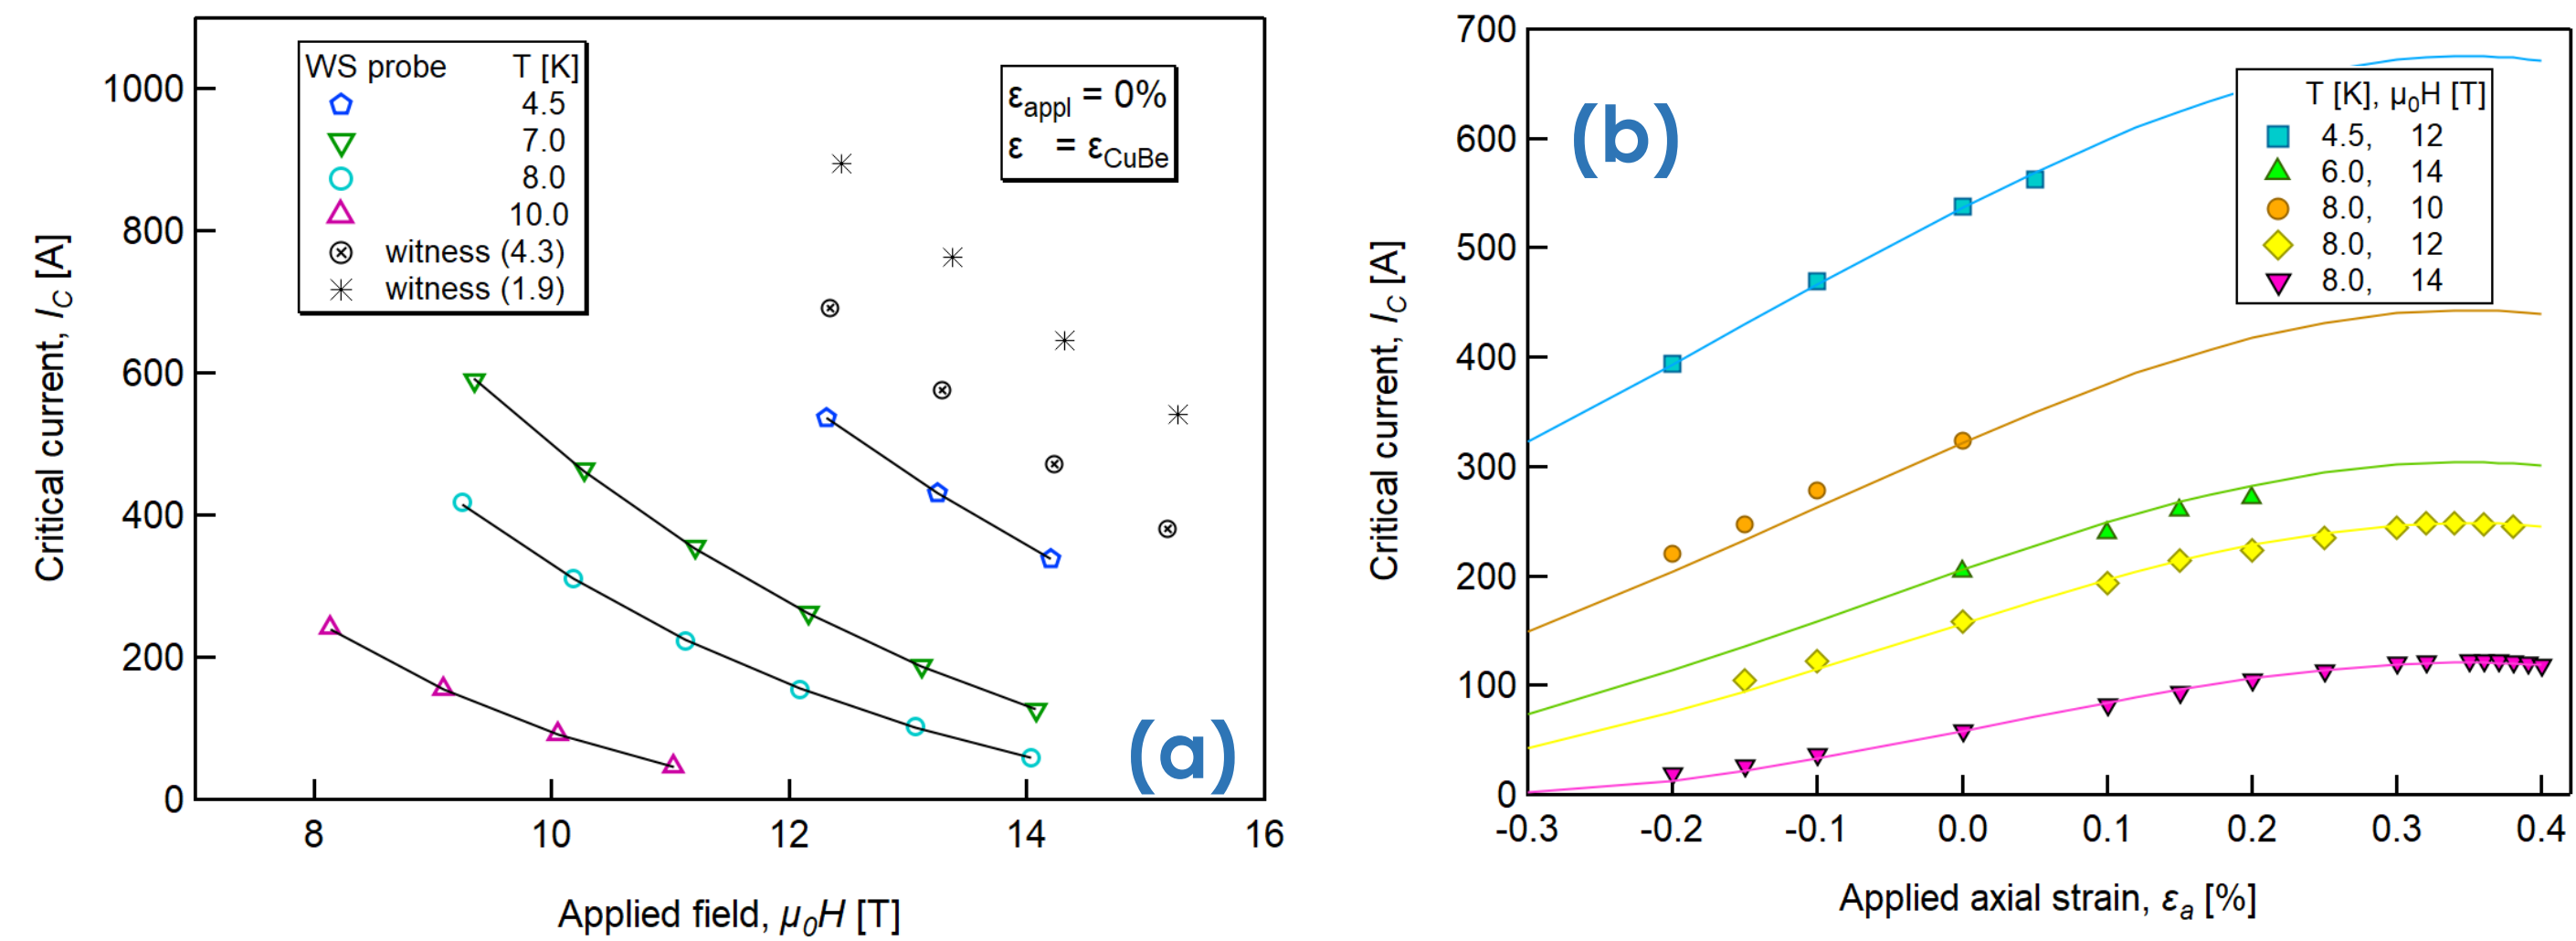 WS probe T [K]
4.5
7.0
8.0
10.0
witness (4.3)
witness (1.9)
εappl = 0%
ε = εCuBe
1000
800
600
400
200
0
8 10 12 14 16
Critical current, IC [A]
Applied field, μ0H [T]
(a)
(b)
T [K], μ0H [T]
4.5, 12
6.0, 14
8.0, 10
8.0, 12
8.0, 14
700
600
500
400
300
200
100
0
-0.3 -0.2 -0.1 0.0 0.1 0.2 0.3 0.4
Critical current, IC [A]
Applied axial strain, εa [%]